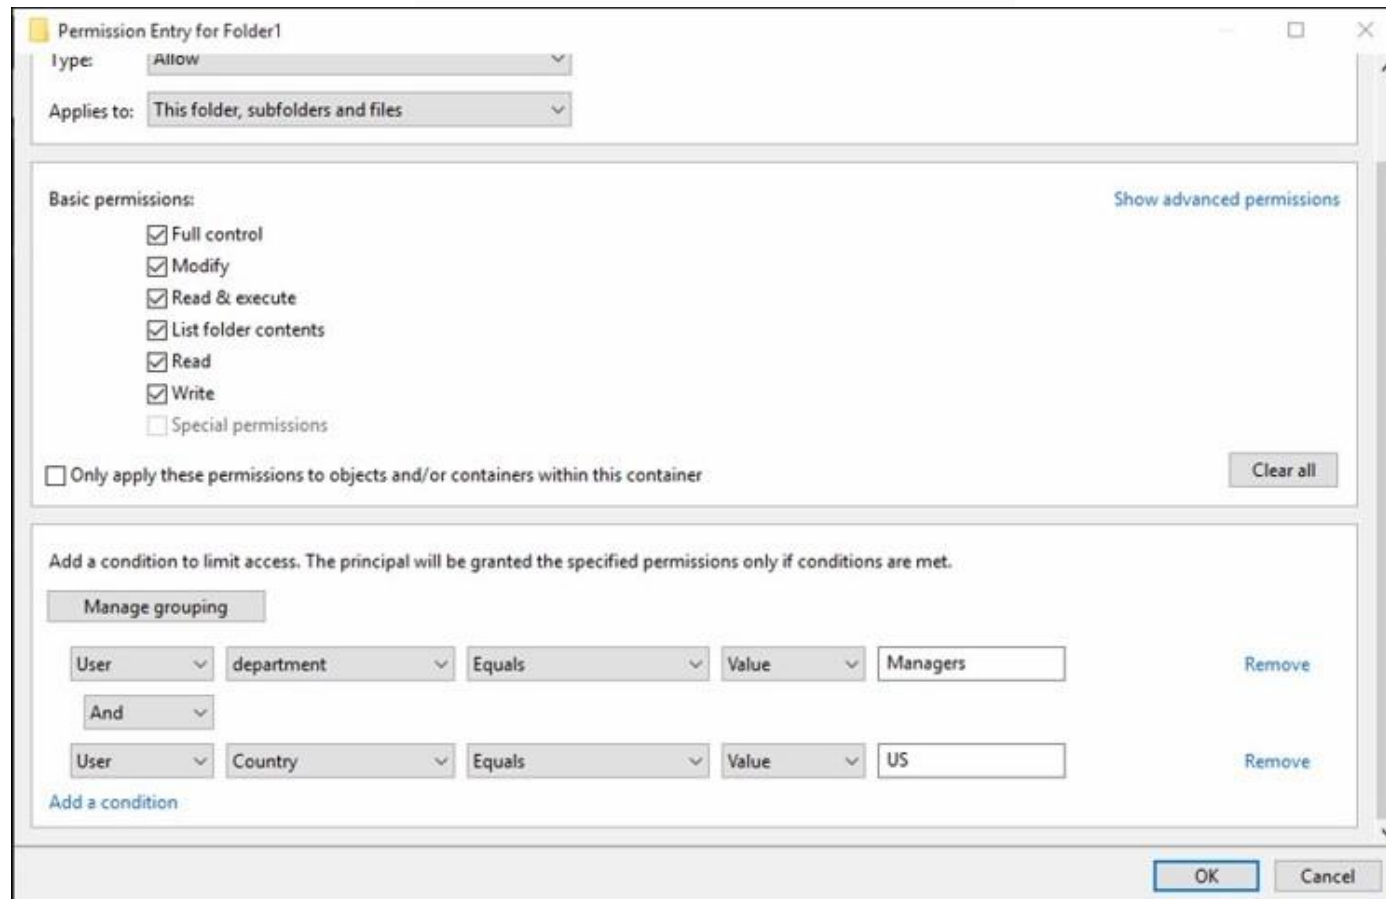 Permission Entry for Folder1
Type: Allow
Applies to: This folder, subfolders and files
Basic permissions: Show advanced permissions
Full control
Modify
Read & execute
List folder contents
Read
Write
Special permissions
Only apply these permissions to objects and/or containers within this container Clear all
Add a condition to limit access. The principal will be granted the specified permissions only if conditions are met.
Manage grouping
User department Equals Value Managers Remove
And
User Country Equals Value US Remove
Add a condition
OK Cancel